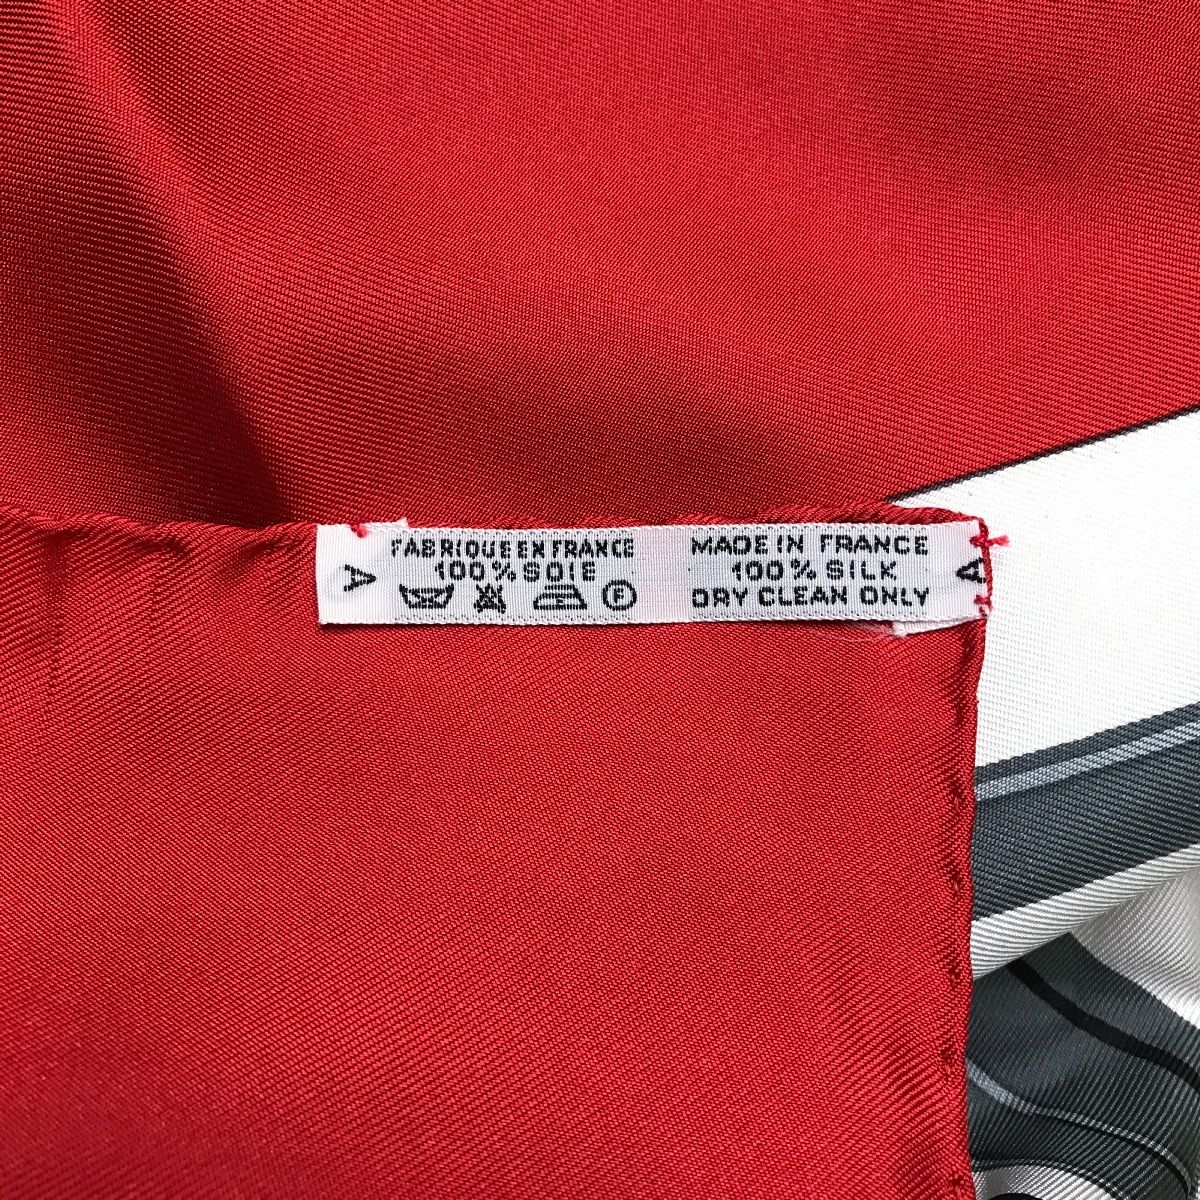 A
FABRIQUE EN FRANCE
100% SOIE
F
MADE IN FRANCE
100% SILK
DRY CLEAN ONLY
A